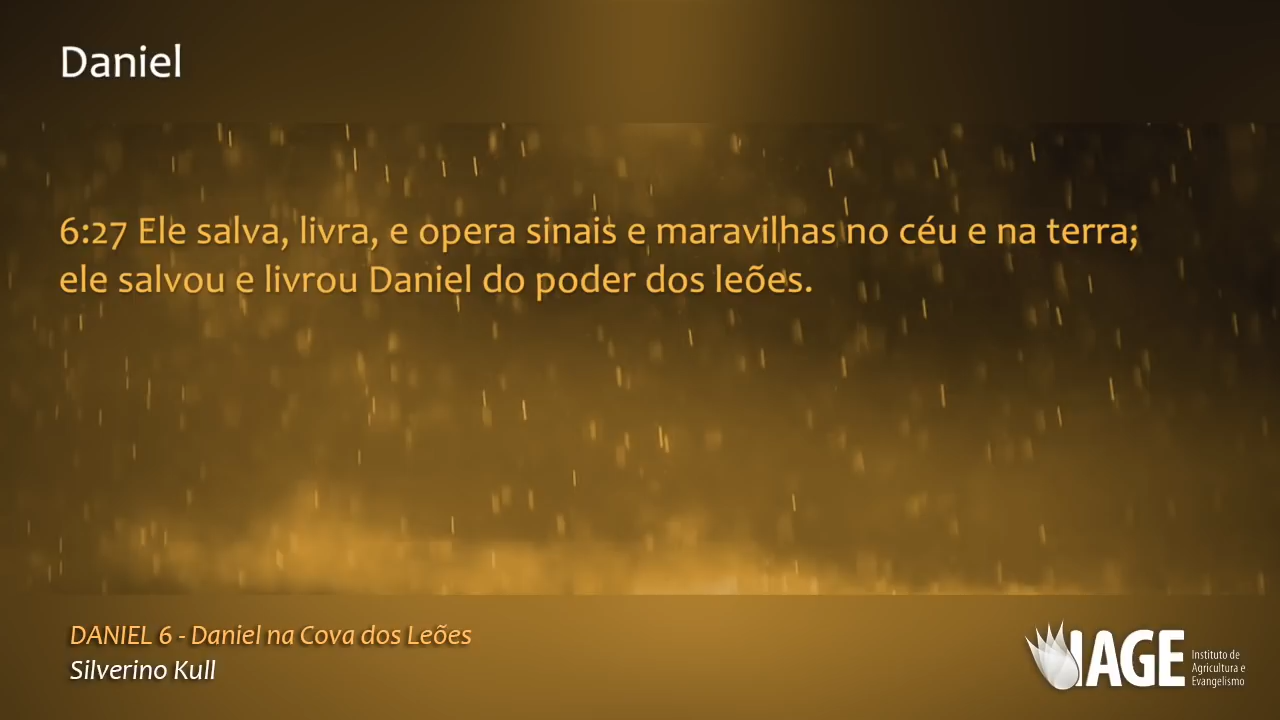 Daniel
6:27 Ele salva, livra, e opera sinais e maravilhas no céu e na terra;
ele salvou e livrou Daniel do poder dos leões.
DANIEL 6 - Daniel na Cova dos Leões
Silverino Kull
IAGE
Instituto de
Agricultura e
Evangelismo